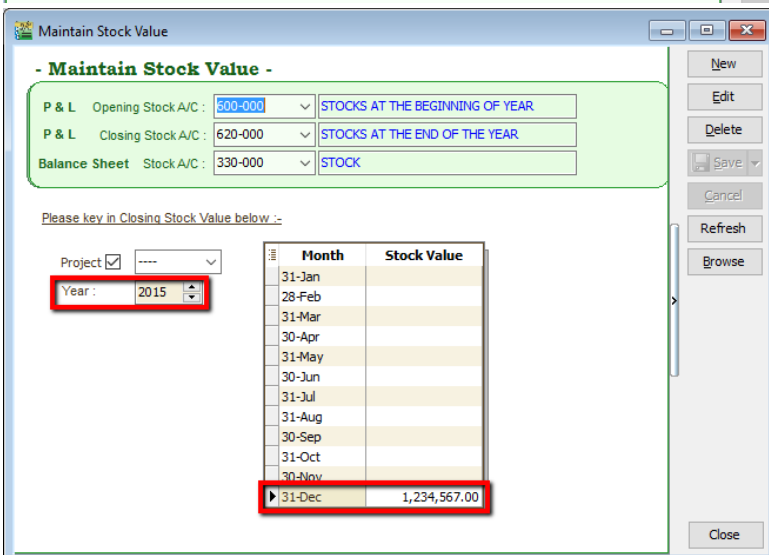 Maintain Stock Value
- Maintain Stock Value -
P & L Opening Stock A/C : 600-000 STOCKS AT THE BEGINNING OF YEAR
P & L Closing Stock A/C : 620-000 STOCKS AT THE END OF THE YEAR
Balance Sheet Stock A/C : 330-000 STOCK
Please key in Closing Stock Value below :-
Project ----
Year : 2015
Month Stock Value
31-Jan
28-Feb
31-Mar
30-Apr
31-May
30-Jun
31-Jul
31-Aug
30-Sep
31-Oct
30-Nov
31-Dec 1,234,567.00
New
Edit
Delete
Save
Cancel
Refresh
Browse
Close